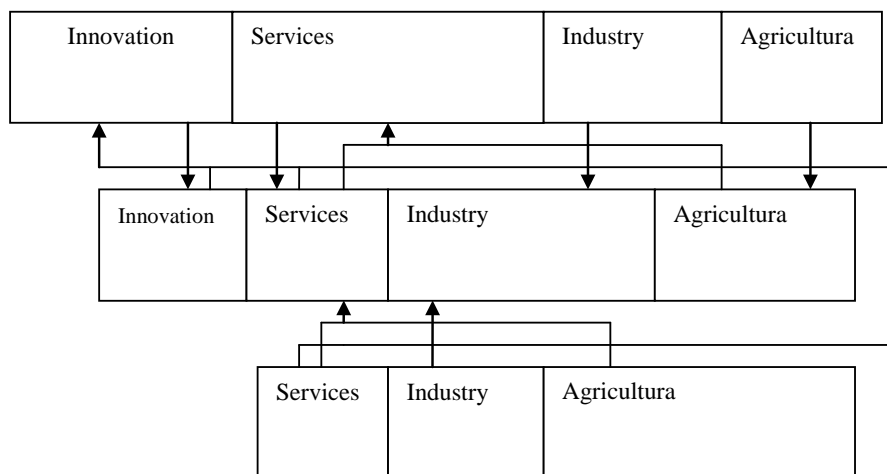 Innovation Services Industry Agricultura
Innovation Services Industry Agricultura
Services Industry Agricultura